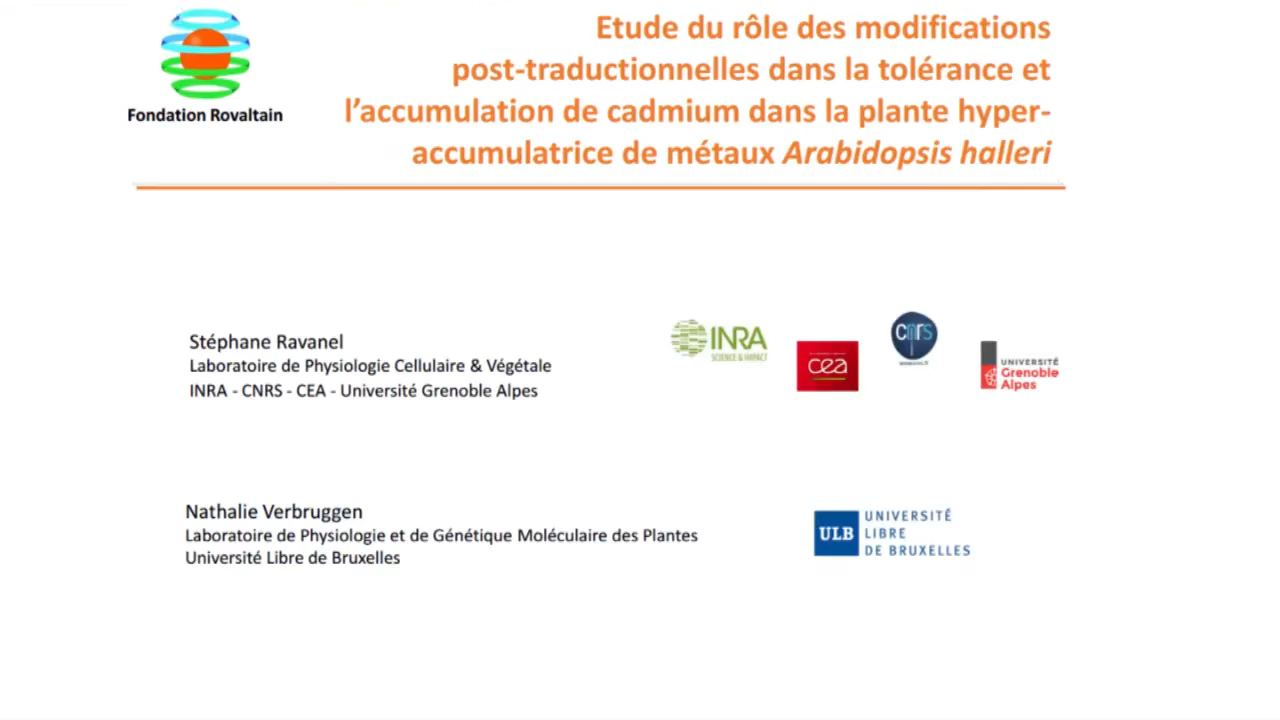 Etude du rôle des modifications
post-traductionnelles dans la tolérance et
l'accumulation de cadmium dans la plante hyper-
accumulatrice de métaux Arabidopsis halleri
Fondation Rovaltain
Stéphane Ravanel
Laboratoire de Physiologie Cellulaire & Végétale
INRA - CNRS - CEA - Université Grenoble Alpes
INRA
SCIENCE & IMPACT
cea
cnrs
UNIVERSITÉ
Grenoble
Alpes
Nathalie Verbruggen
Laboratoire de Physiologie et de Génétique Moléculaire des Plantes
Université Libre de Bruxelles
ULB
UNIVERSITÉ
LIBRE
DE BRUXELLES